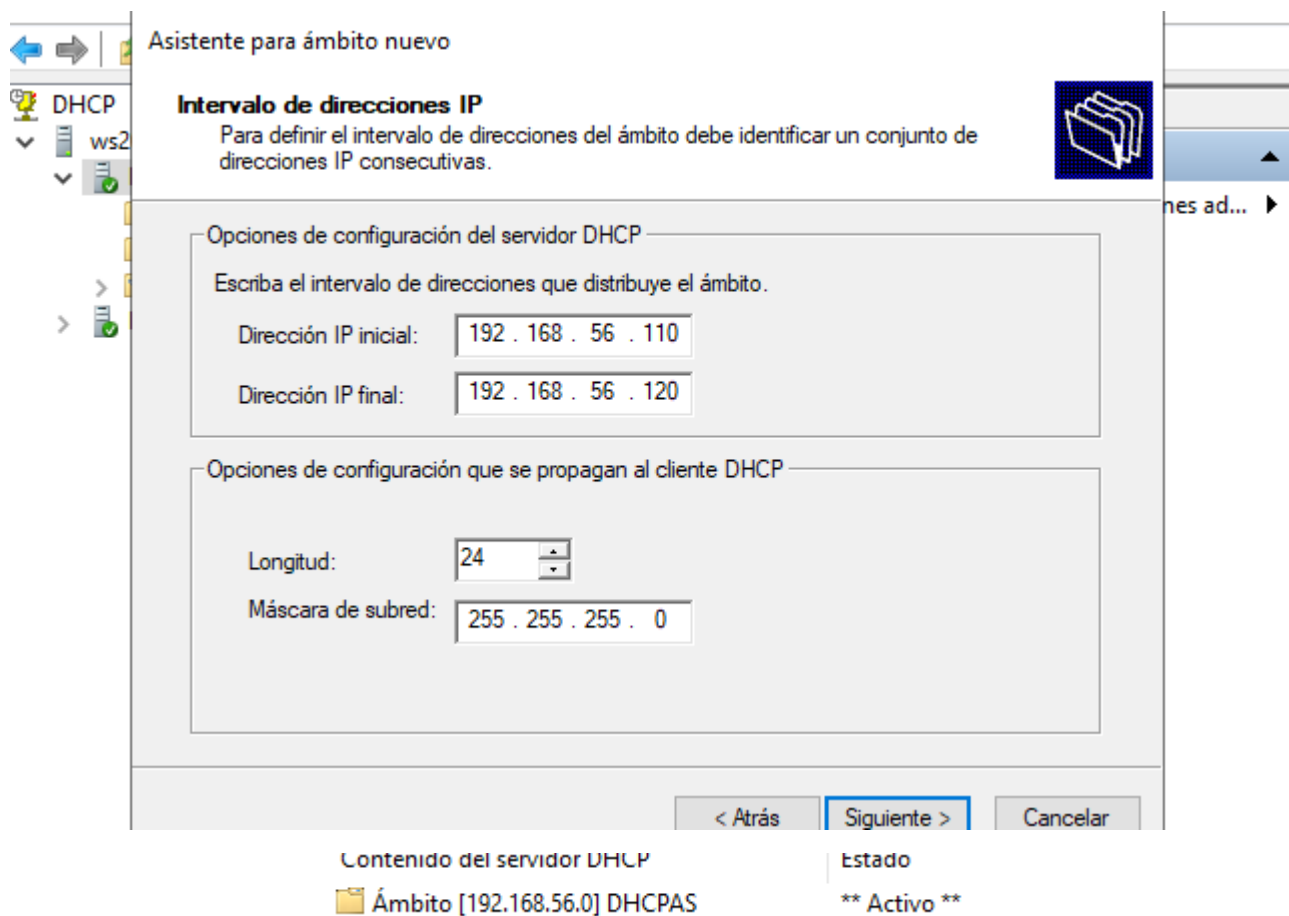 Asistente para ámbito nuevo
DHCP
Intervalo de direcciones IP
ws2
Para definir el intervalo de direcciones del ámbito debe identificar un conjunto de
direcciones IP consecutivas.
nes ad...
Opciones de configuración del servidor DHCP
Escriba el intervalo de direcciones que distribuye el ámbito.
Dirección IP inicial: 192 . 168 . 56 . 110
Dirección IP final: 192 . 168 . 56 . 120
Opciones de configuración que se propagan al cliente DHCP
Longitud: 24
Máscara de subred: 255 . 255 . 255 . 0
< Atrás Siguiente > Cancelar
Contenido del servidor DHCP Estado
Ámbito [192.168.56.0] DHCPAS ** Activo **